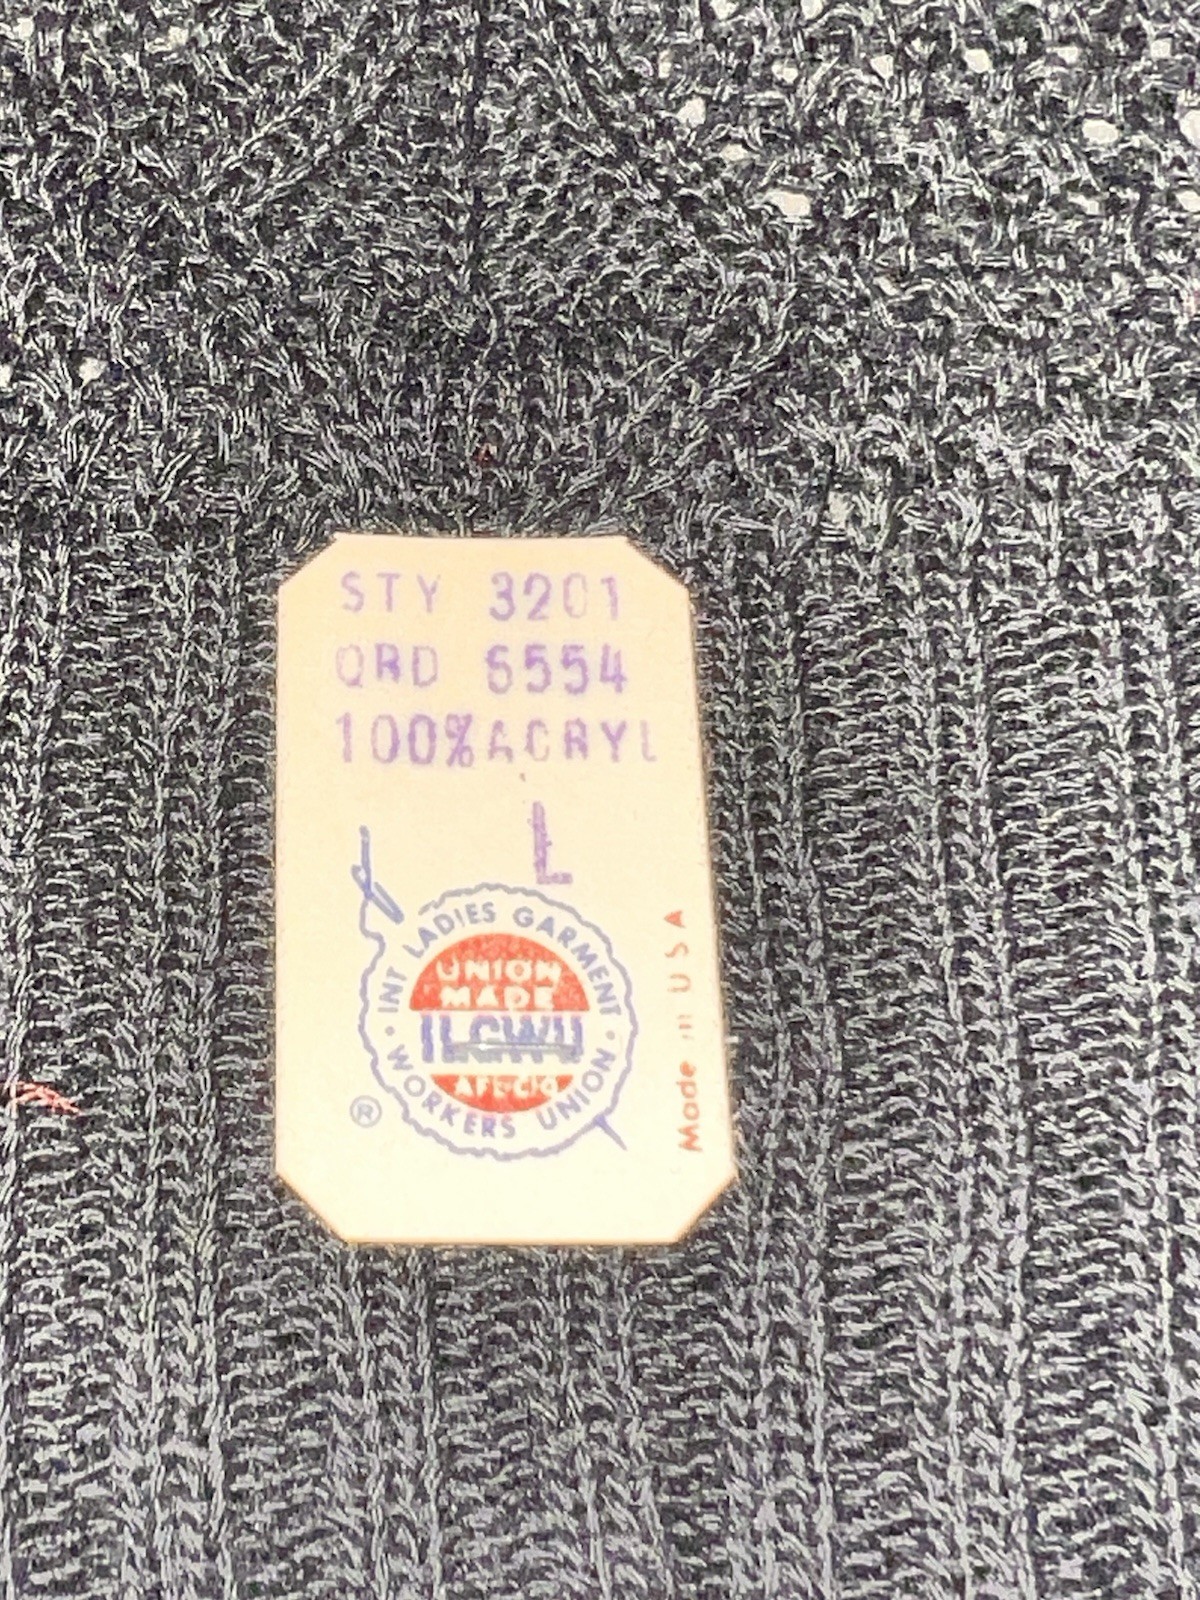 STY 3201
ORD 6554
100% ACRYL
L
INT LADIES GARMENT
WORKERS UNION
UNION
MADE
ILGWU
AFL-CIO
®
Made in USA